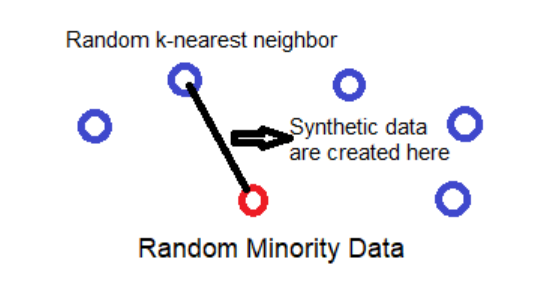 Random k-nearest neighbor
Synthetic data
are created here
Random Minority Data